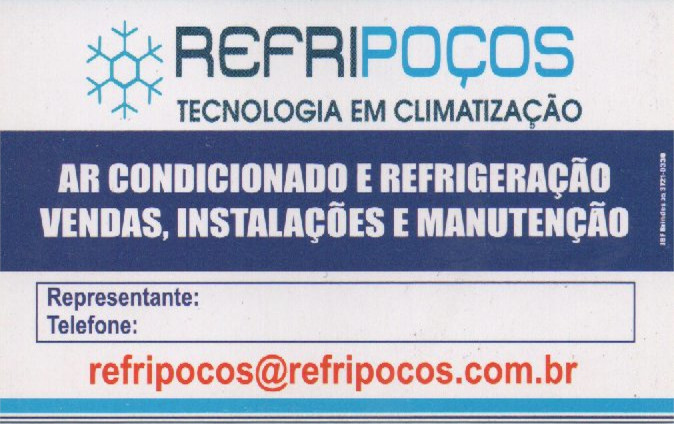 REFRIPOÇOS
TECNOLOGIA EM CLIMATIZAÇÃO
AR CONDICIONADO E REFRIGERAÇÃO
VENDAS, INSTALAÇÕES E MANUTENÇÃO
Representante:
Telefone:
refripocos@refripocos.com.br